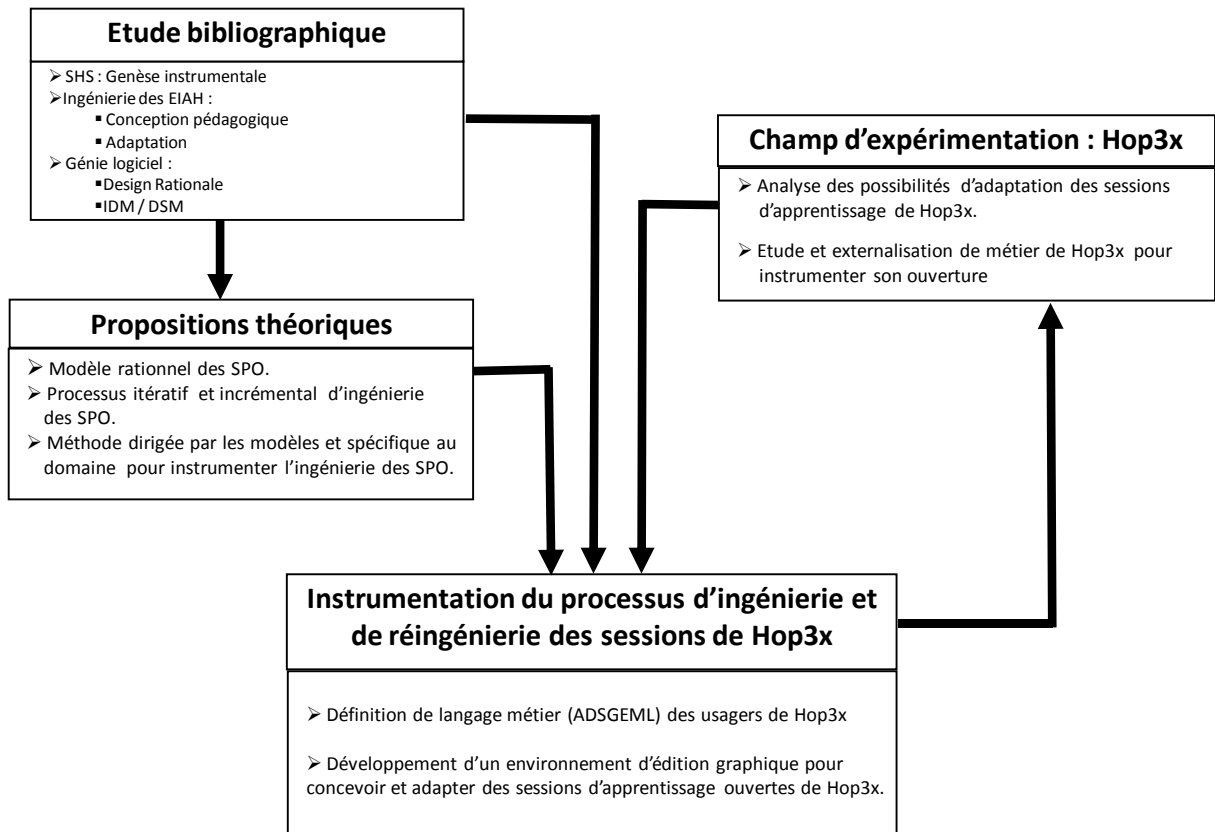 Etude bibliographique
➢ SHS : Genèse instrumentale
➢Ingénierie des EIAH :
▪ Conception pédagogique
▪ Adaptation
➢ Génie logiciel :
▪Design Rationale
▪IDM / DSM
Champ d'expérimentation : Hop3x
➢ Analyse des possibilités d'adaptation des sessions
d'apprentissage de Hop3x.
➢ Etude et externalisation de métier de Hop3x pour
instrumenter son ouverture
Propositions théoriques
➢ Modèle rationnel des SPO.
➢ Processus itératif et incrémental d'ingénierie
des SPO.
➢ Méthode dirigée par les modèles et spécifique au
domaine pour instrumenter l'ingénierie des SPO.
Instrumentation du processus d'ingénierie et
de réingénierie des sessions de Hop3x
➢ Définition de langage métier (ADSGEML) des usagers de Hop3x
➢ Développement d'un environnement d'édition graphique pour
concevoir et adapter des sessions d'apprentissage ouvertes de Hop3x.